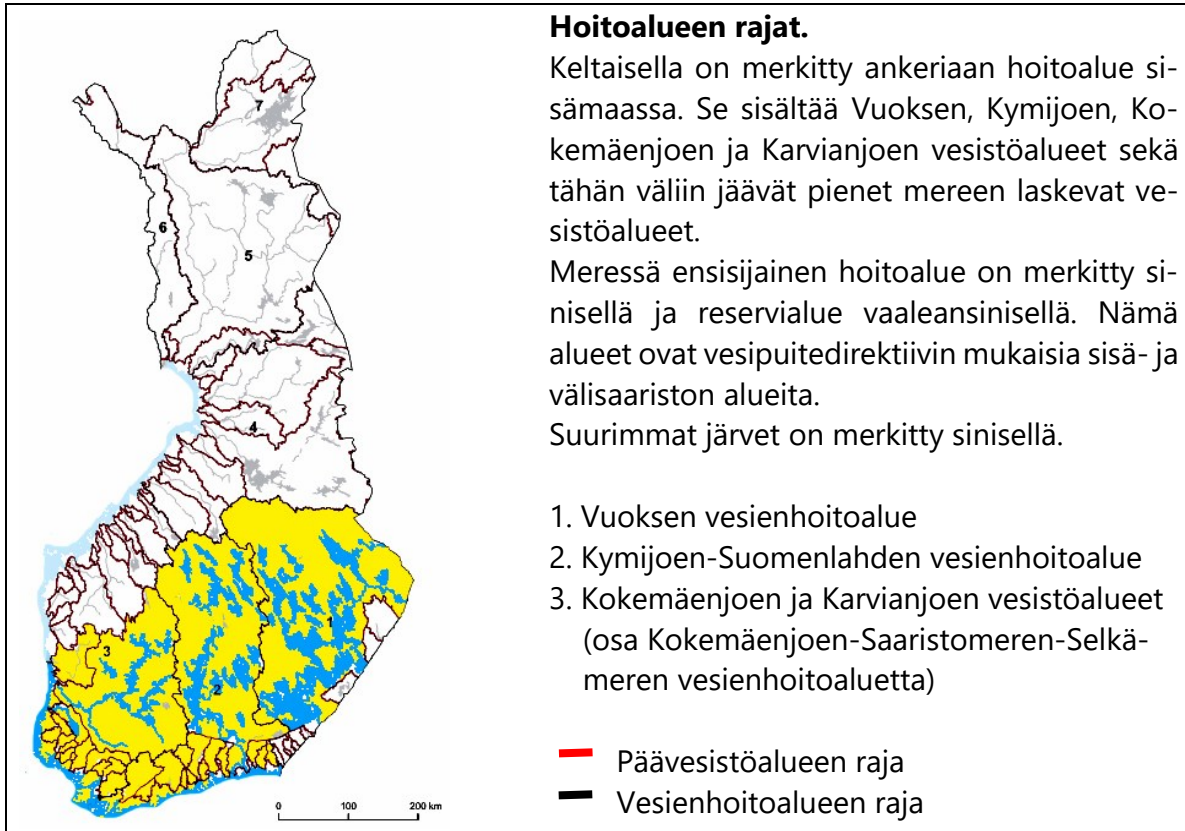 Hoitoalueen rajat.
Keltaisella on merkitty ankeriaan hoitoalue si-
sämaassa. Se sisältää Vuoksen, Kymijoen, Ko-
kemäenjoen ja Karvianjoen vesistöalueet sekä
tähän väliin jäävät pienet mereen laskevat ve-
sistöalueet.
Meressä ensisijainen hoitoalue on merkitty si-
nisellä ja reservialue vaaleansinisellä. Nämä
alueet ovat vesipuitedirektiivin mukaisia sisä- ja
välisaariston alueita.
Suurimmat järvet on merkitty sinisellä.
1. Vuoksen vesienhoitoalue
2. Kymijoen-Suomenlahden vesienhoitoalue
3. Kokemäenjoen ja Karvianjoen vesistöalueet
(osa Kokemäenjoen-Saaristomeren-Selkä-
meren vesienhoitoaluetta)
Päävesistöalueen raja
Vesienhoitoalueen raja
7
6
5
4
1
3
2
0 100 200 km